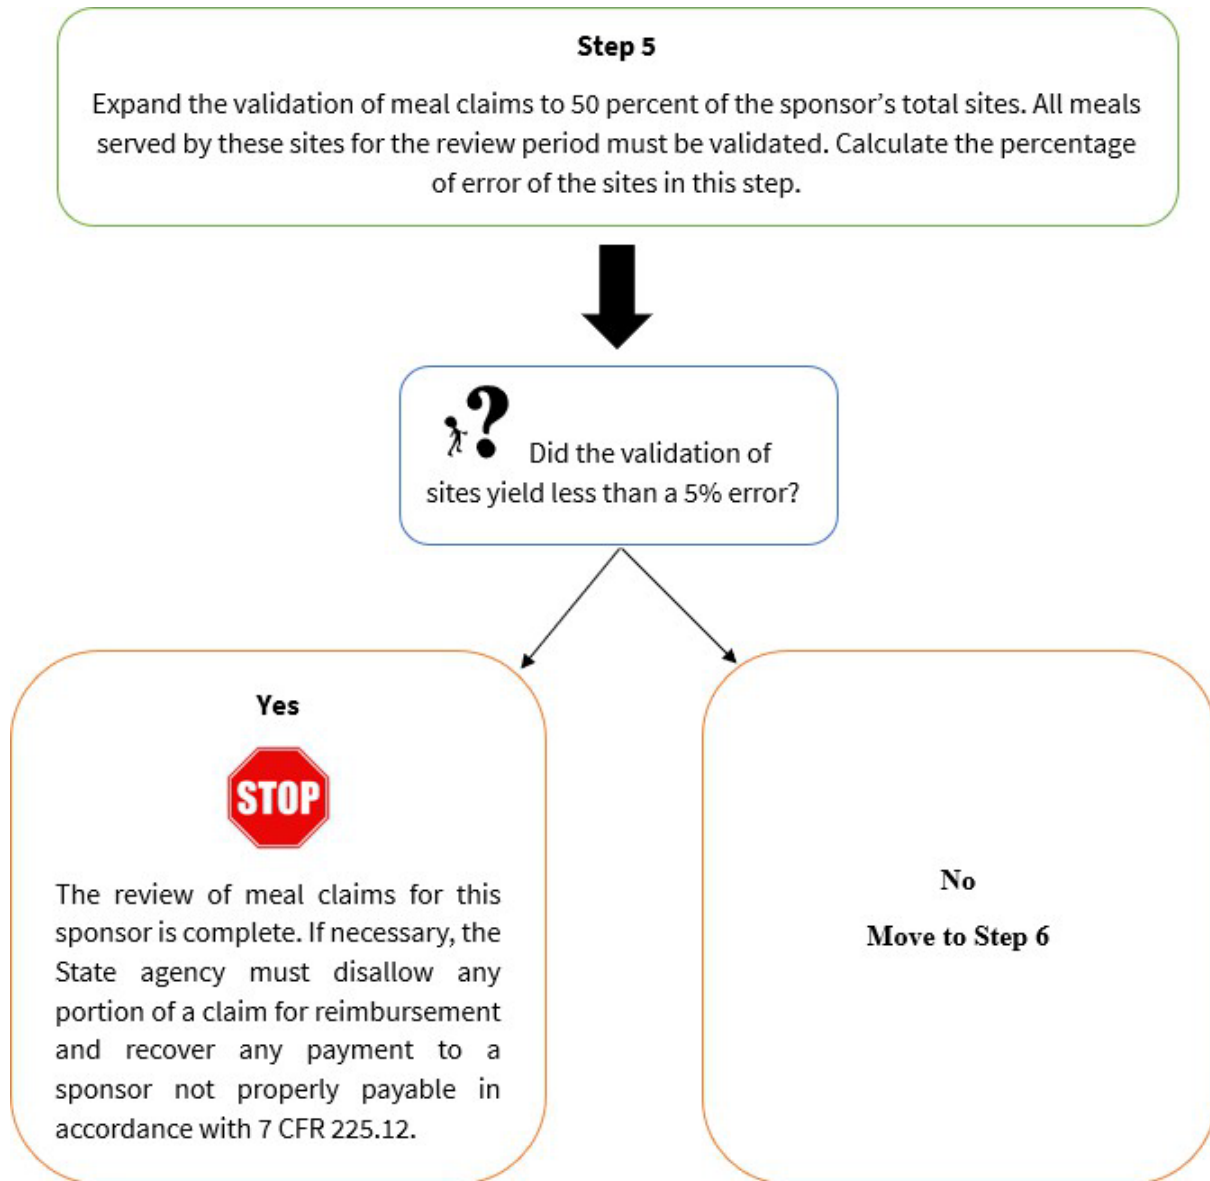 Step 5
Expand the validation of meal claims to 50 percent of the sponsor’s total sites. All meals
served by these sites for the review period must be validated. Calculate the percentage
of error of the sites in this step.
? Did the validation of
sites yield less than a 5% error?
Yes
STOP
The review of meal claims for this
sponsor is complete. If necessary, the
State agency must disallow any
portion of a claim for reimbursement
and recover any payment to a
sponsor not properly payable in
accordance with 7 CFR 225.12.
No
Move to Step 6